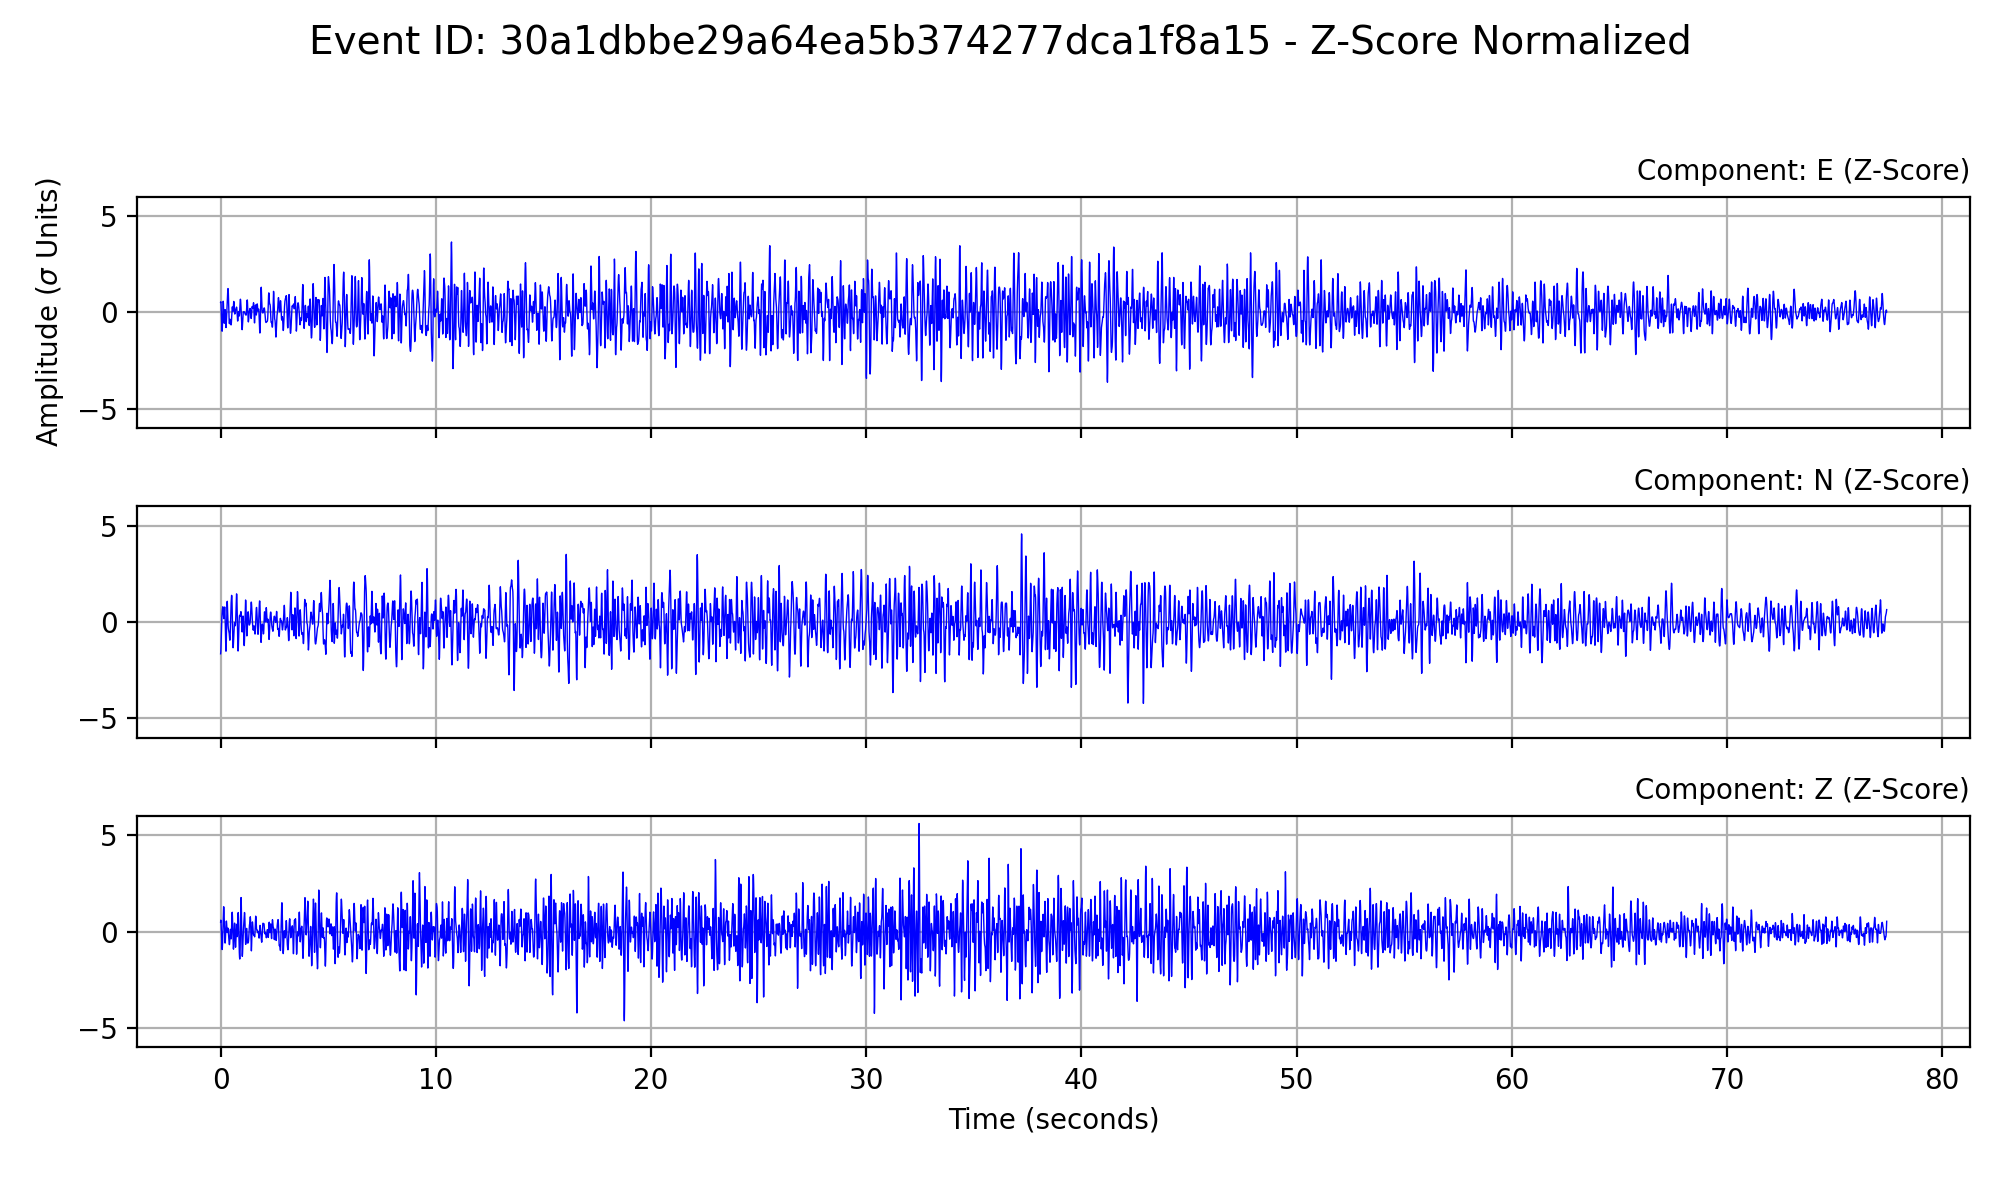 Event ID: 30a1dbbe29a64ea5b374277dca1f8a15 - Z-Score Normalized
Component: E (Z-Score)
Amplitude (σ Units)
5
0
−5
Component: N (Z-Score)
5
0
−5
Component: Z (Z-Score)
5
0
−5
0 10 20 30 40 50 60 70 80
Time (seconds)